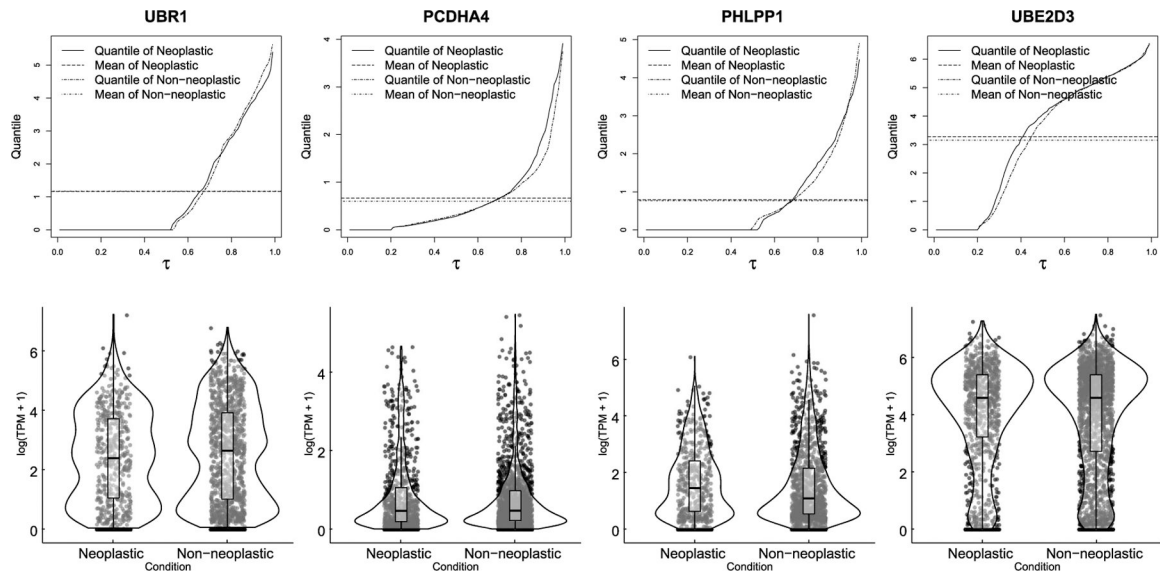 UBR1
PCDHA4
PHLPP1
UBE2D3
Quantile
5
4
3
2
1
0
Quantile of Neoplastic
Mean of Neoplastic
Quantile of Non−neoplastic
Mean of Non−neoplastic
0.0 0.2 0.4 0.6 0.8 1.0
τ
Quantile
4
3
2
1
0
Quantile of Neoplastic
Mean of Neoplastic
Quantile of Non−neoplastic
Mean of Non−neoplastic
0.0 0.2 0.4 0.6 0.8 1.0
τ
Quantile
5
4
3
2
1
0
Quantile of Neoplastic
Mean of Neoplastic
Quantile of Non−neoplastic
Mean of Non−neoplastic
0.0 0.2 0.4 0.6 0.8 1.0
τ
Quantile
6
5
4
3
2
1
0
Quantile of Neoplastic
Mean of Neoplastic
Quantile of Non−neoplastic
Mean of Non−neoplastic
0.0 0.2 0.4 0.6 0.8 1.0
τ
log(TPM + 1)
6
4
2
0
Neoplastic Non−neoplastic
Condition
log(TPM + 1)
4
2
0
Neoplastic Non−neoplastic
Condition
log(TPM + 1)
6
4
2
0
Neoplastic Non−neoplastic
Condition
log(TPM + 1)
6
4
2
0
Neoplastic Non−neoplastic
Condition